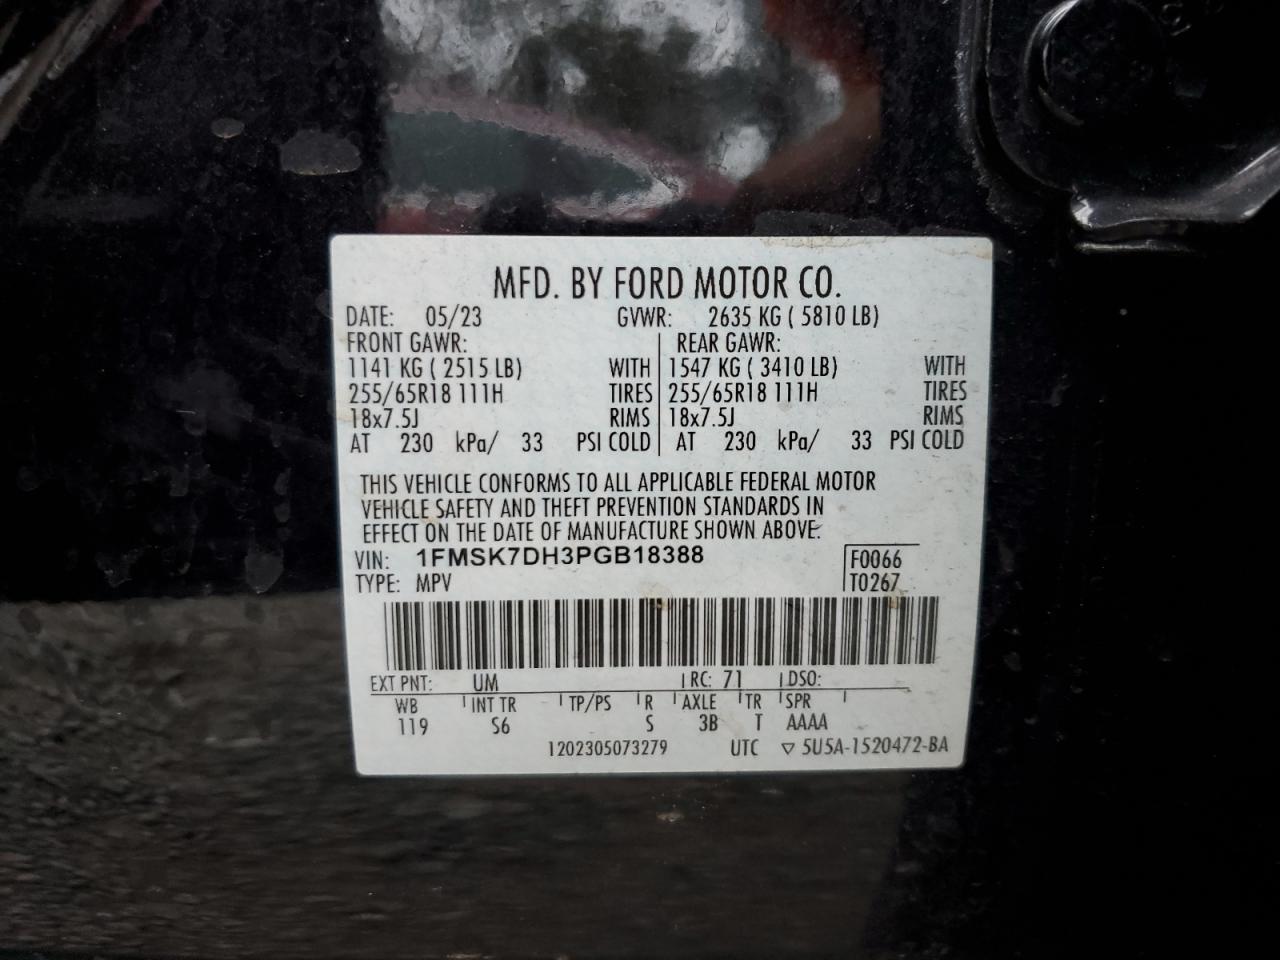 MFD. BY FORD MOTOR CO.
DATE: 05/23 GVWR: 2635 KG ( 5810 LB)
FRONT GAWR: REAR GAWR:
1141 KG ( 2515 LB) WITH 1547 KG ( 3410 LB) WITH
255/65R18 111H TIRES 255/65R18 111H TIRES
18x7.5J RIMS 18x7.5J RIMS
AT 230 kPa/ 33 PSI COLD AT 230 kPa/ 33 PSI COLD
THIS VEHICLE CONFORMS TO ALL APPLICABLE FEDERAL MOTOR
VEHICLE SAFETY AND THEFT PREVENTION STANDARDS IN
EFFECT ON THE DATE OF MANUFACTURE SHOWN ABOVE.
VIN: 1FMSK7DH3PGB18388 F0066
TYPE: MPV T0267
EXT PNT: UM RC: 71 DSO:
WB INT TR TP/PS R AXLE TR SPR
119 S6 S 3B T AAAA
1202305073279 UTC ▽ 5U5A-1520472-BA